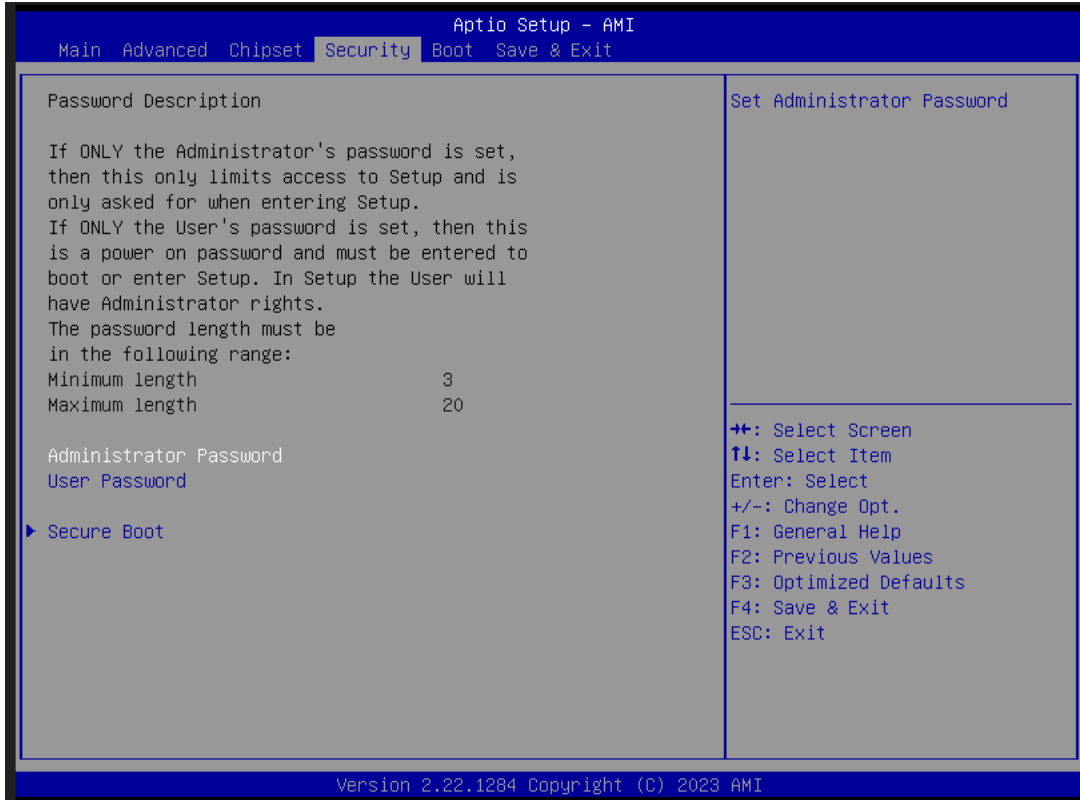 Aptio Setup – AMI
Main Advanced Chipset Security Boot Save & Exit
Password Description
If ONLY the Administrator's password is set,
then this only limits access to Setup and is
only asked for when entering Setup.
If ONLY the User's password is set, then this
is a power on password and must be entered to
boot or enter Setup. In Setup the User will
have Administrator rights.
The password length must be
in the following range:
Minimum length 3
Maximum length 20
Administrator Password
User Password
Secure Boot
Set Administrator Password
→←: Select Screen
↑↓: Select Item
Enter: Select
+/-: Change Opt.
F1: General Help
F2: Previous Values
F3: Optimized Defaults
F4: Save & Exit
ESC: Exit
Version 2.22.1284 Copyright (C) 2023 AMI